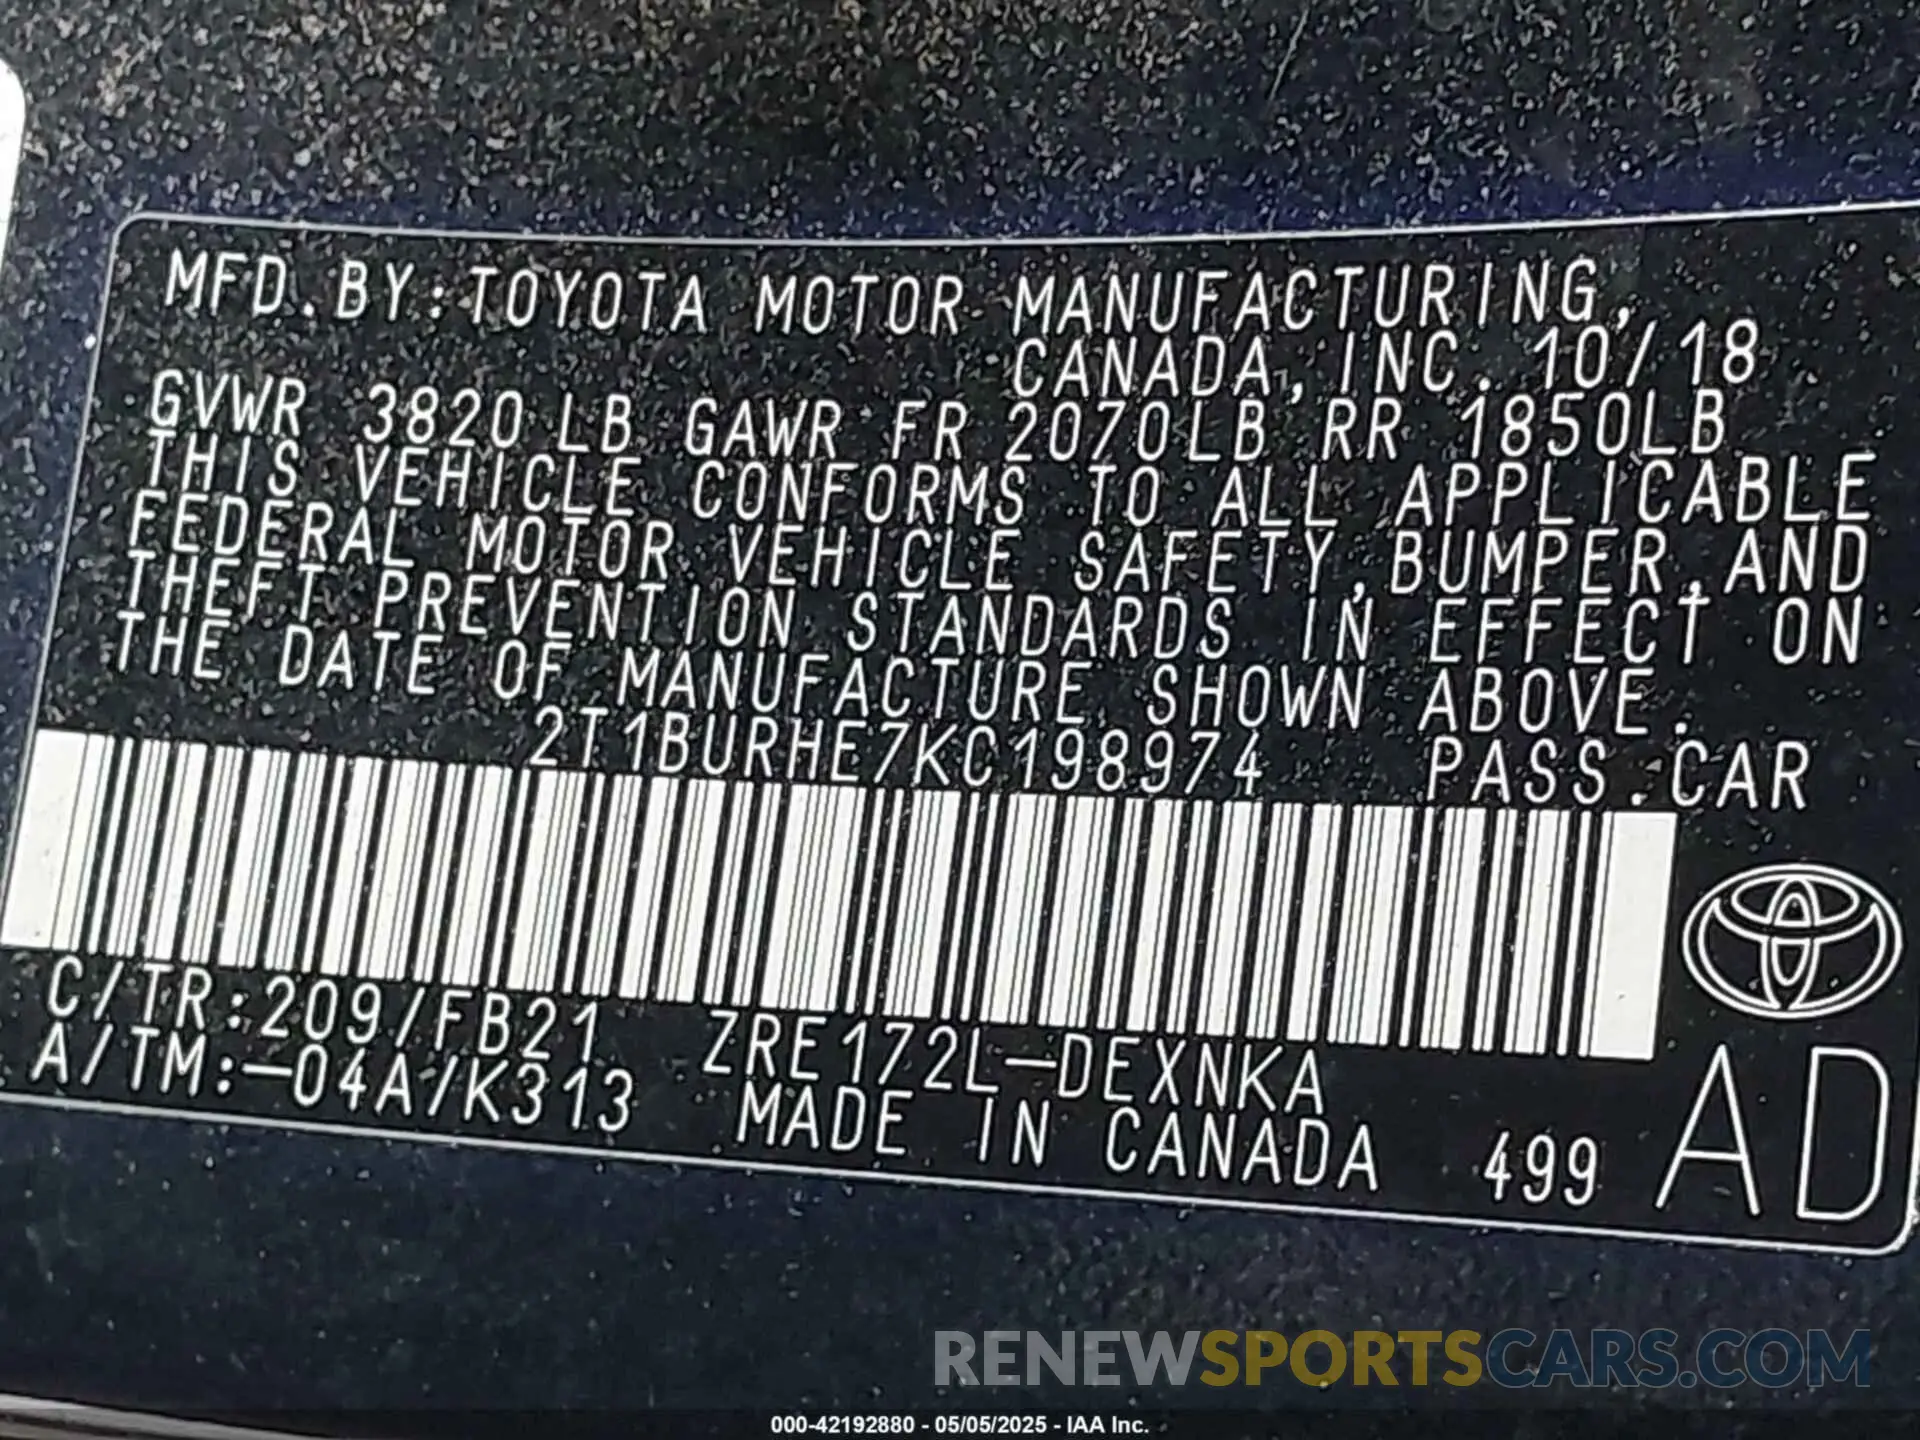 MFD. BY: TOYOTA MOTOR MANUFACTURING,
CANADA, INC. 10/18
GVWR 3820 LB GAWR FR 2070LB RR 1850LB
THIS VEHICLE CONFORMS TO ALL APPLICABLE
FEDERAL MOTOR VEHICLE SAFETY, BUMPER, AND
THEFT PREVENTION STANDARDS IN EFFECT ON
THE DATE OF MANUFACTURE SHOWN ABOVE.
2T1BURHE7KC198974 PASS. CAR
C/TR: 209/FB21 ZRE172L-DEXNKA
A/TM: -04A/K313 MADE IN CANADA 499 AD
RENEWSPORTSCARS.COM
000-42192880 - 05/05/2025 - IAA Inc.